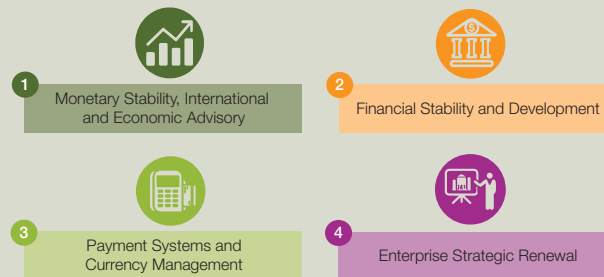 1
Monetary Stability, International
and Economic Advisory
2
Financial Stability and Development
3
Payment Systems and
Currency Management
4
Enterprise Strategic Renewal